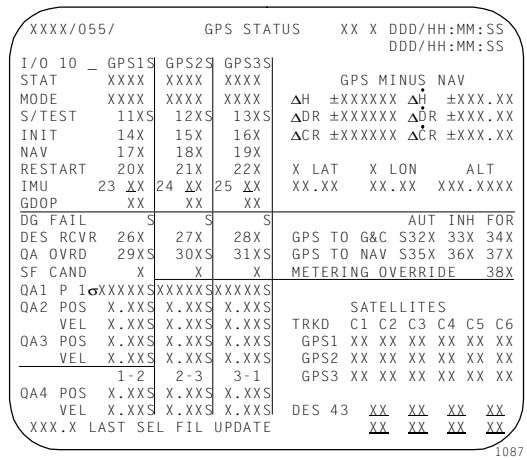 XXXX/055/ GPS STATUS XX X DDD/HH:MM:SS
DDD/HH:MM:SS
I/O 10 _ GPS1S GPS2S GPS3S
STAT XXXX XXXX XXXX GPS MINUS NAV
MODE XXXX XXXX XXXX ΔH ±XXXXXX ΔḢ ±XXX.XX
S/TEST 11XS 12XS 13XS ΔDR ±XXXXXX ΔḊR ±XXX.XX
INIT 14X 15X 16X ΔCR ±XXXXXX ΔĊR ±XXX.XX
NAV 17X 18X 19X
RESTART 20X 21X 22X X LAT X LON ALT
IMU 23 XX 24 XX 25 XX XX.XX XX.XX XXX.XXXX
GDOP XX XX XX
DG FAIL S S S AUT INH FOR
DES RCVR 26X 27X 28X GPS TO G&C S32X 33X 34X
QA OVRD 29XS 30XS 31XS GPS TO NAV S35X 36X 37X
SF CAND X X X METERING OVERRIDE 38X
QA1 P 1σXXXXXSXXXXXSXXXXXS
QA2 POS X.XXS X.XXS X.XXS SATELLITES
VEL X.XXS X.XXS X.XXS TRKD C1 C2 C3 C4 C5 C6
QA3 POS X.XXS X.XXS X.XXS GPS1 XX XX XX XX XX XX
VEL X.XXS X.XXS X.XXS GPS2 XX XX XX XX XX XX
1-2 2-3 3-1 GPS3 XX XX XX XX XX XX
QA4 POS X.XXS X.XXS X.XXS
VEL X.XXS X.XXS X.XXS DES 43 XX XX XX XX
XXX.X LAST SEL FIL UPDATE XX XX XX XX
1087